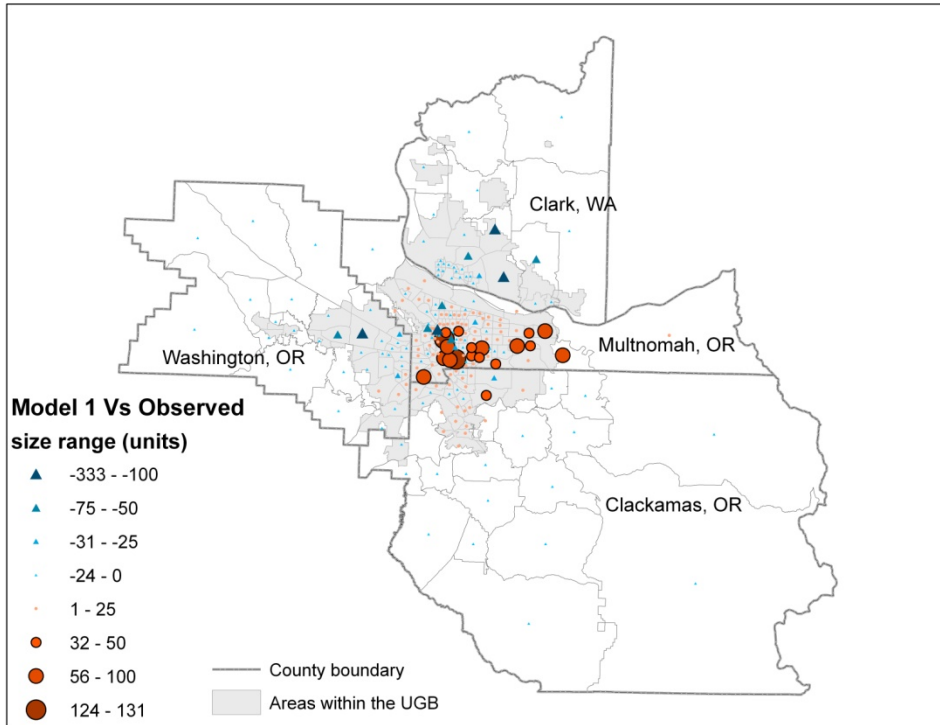 Clark, WA
Multnomah, OR
Washington, OR
Clackamas, OR
Model 1 Vs Observed
size range (units)
-333 - -100
-75 - -50
-31 - -25
-24 - 0
1 - 25
32 - 50
56 - 100
124 - 131
County boundary
Areas within the UGB